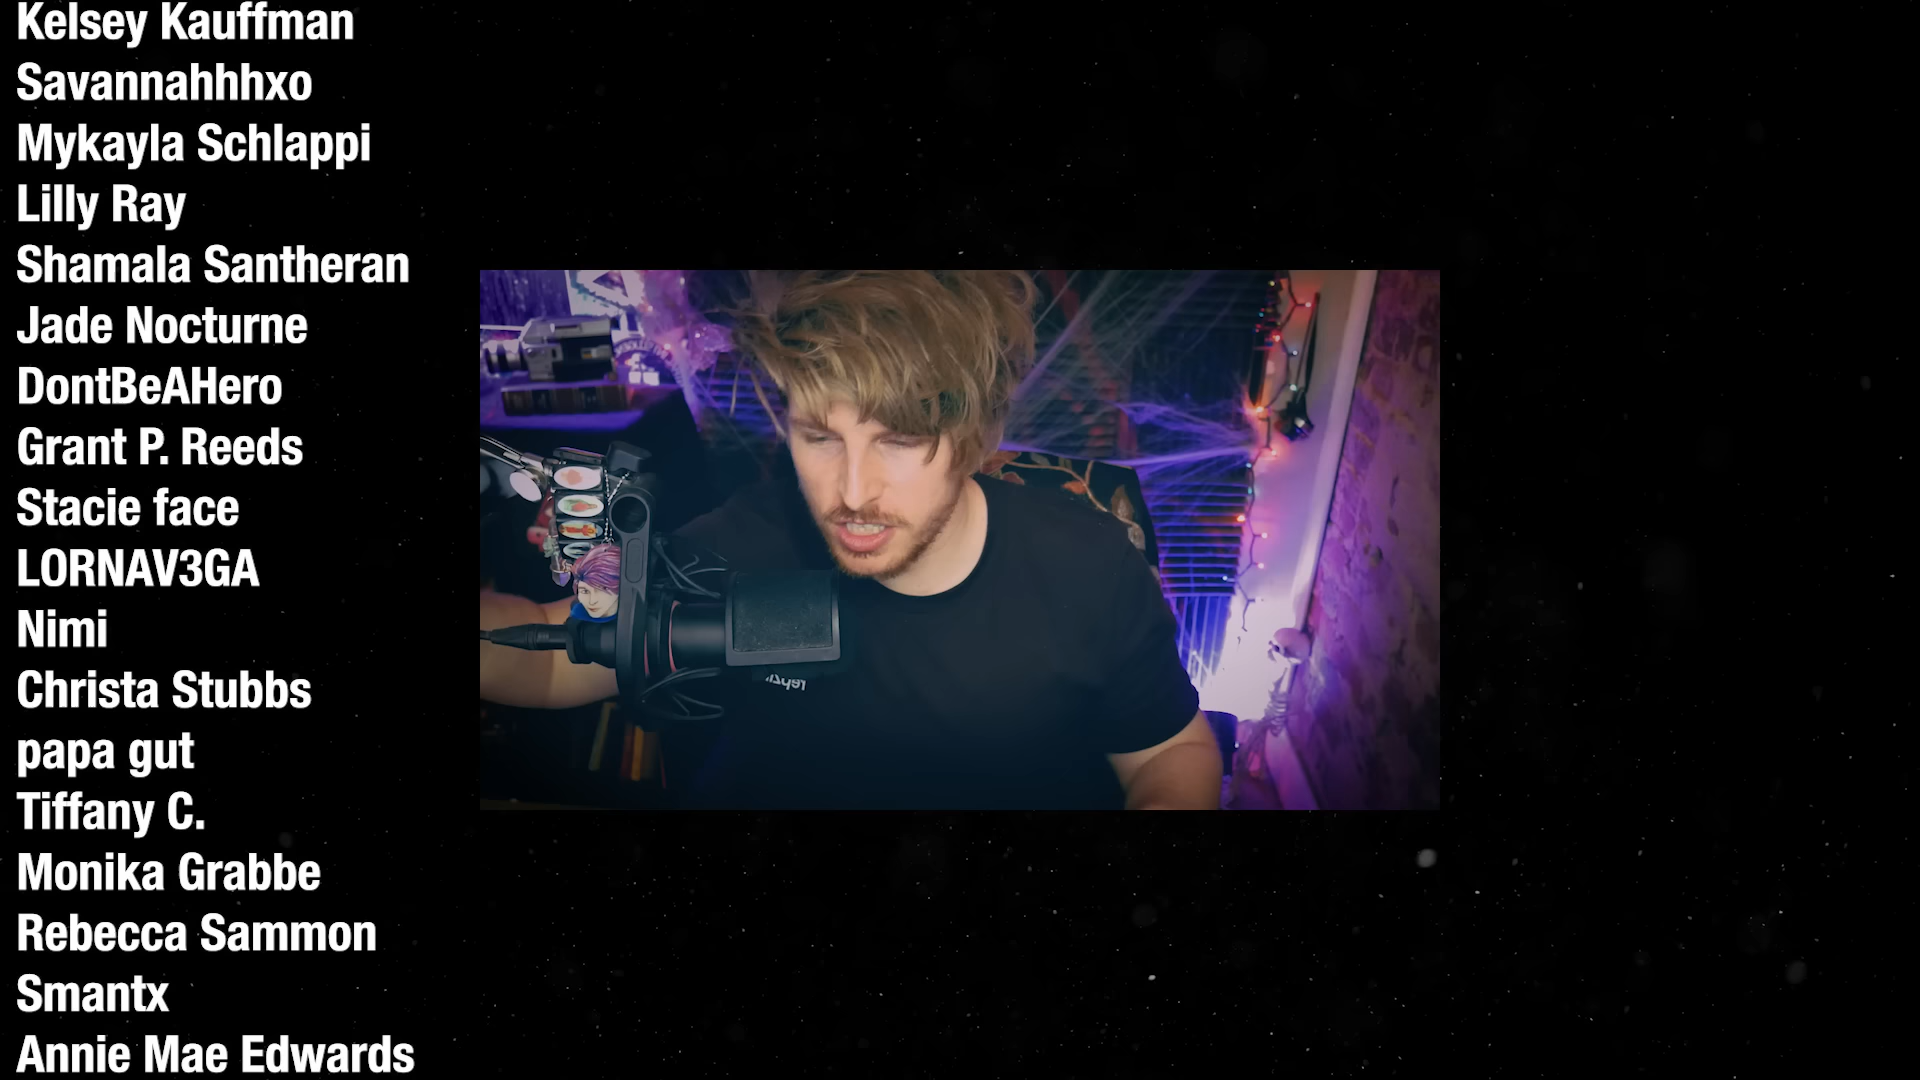 Kelsey Kauffman
Savannahhhxo
Mykayla Schlappi
Lilly Ray
Shamala Santheran
Jade Nocturne
DontBeAHero
Grant P. Reeds
Stacie face
LORNAV3GA
Nimi
Christa Stubbs
papa gut
Tiffany C.
Monika Grabbe
Rebecca Sammon
Smantx
Annie Mae Edwards